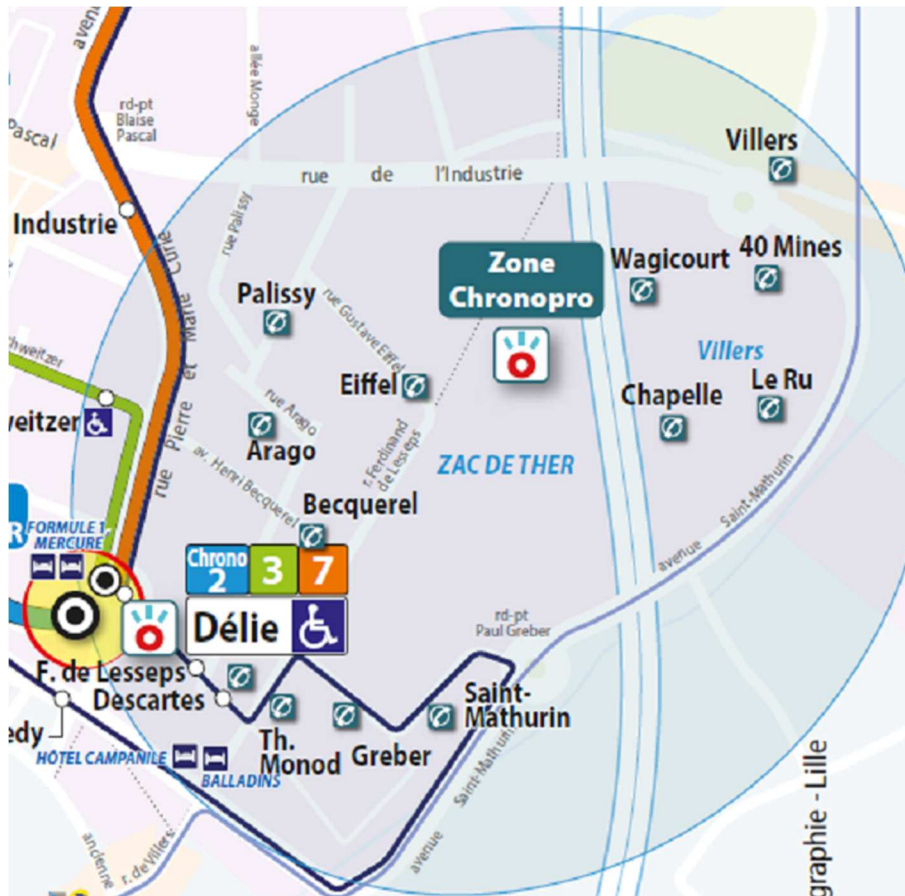 avenu
allée Monge
rd-pt
Blaise
Pascal
Pascal
Villers
rue de l'Industrie
Industrie
rue Palissy
Zone
Chronopro
Wagicourt
40 Mines
Palissy
rue Gustave Eiffel
rue Pierre et Marie Curie
Villers
chweitzer
Eiffel
Chapelle
Le Ru
weitzer
rue Arago
Arago
r. Ferdinand
de Lesseps
ZAC DE THER
av. Henri Becquerel
Becquerel
avenue Saint-Mathurin
R
FORMULE 1
MERCURE
Chrono
2
3
7
Délie
rd-pt
Paul Greber
F. de Lesseps
Descartes
Saint-
Mathurin
edy
Th.
Monod
Greber
HÔTEL CAMPANILE
BALLADINS
avenue Saint-Mathurin
ancienne
r. de Villers
graphie - Lille